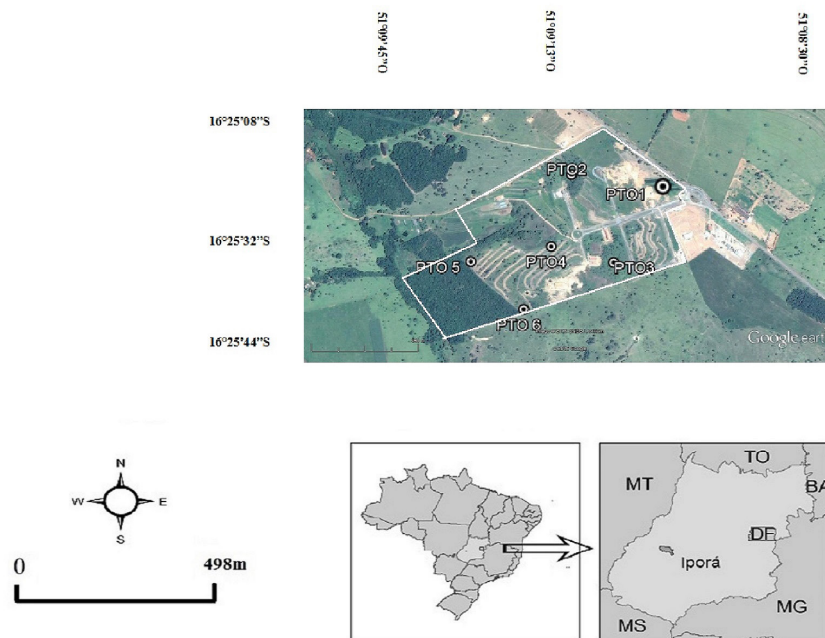 51°09'45"O
51°09'13"O
51°08'30"O
16°25'08"S
16°25'32"S
16°25'44"S
PTO2
PTO1
PTO 5
PTO4
PTO3
PTO 6
Google eart
N
W E
S
0 498m
TO
MT
BA
DF
Iporá
MG
MS